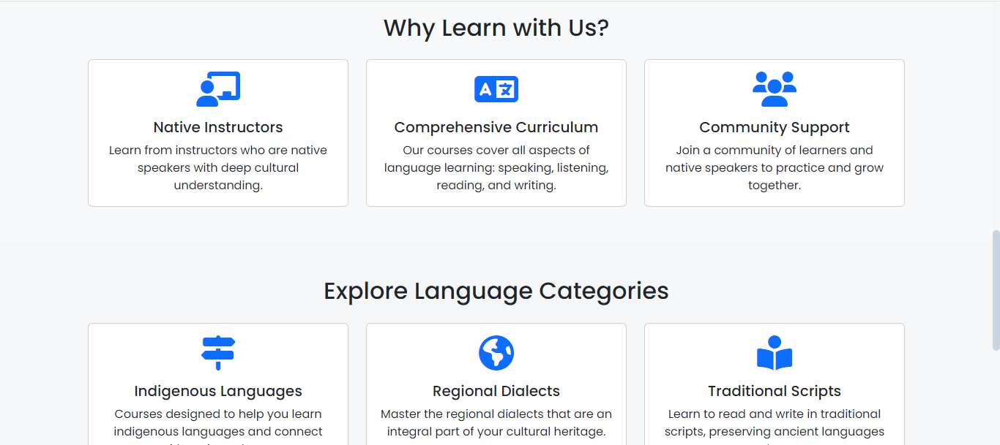 Why Learn with Us?
Native Instructors
Learn from instructors who are native
speakers with deep cultural
understanding.
Comprehensive Curriculum
Our courses cover all aspects of
language learning: speaking, listening,
reading, and writing.
Community Support
Join a community of learners and
native speakers to practice and grow
together.
Explore Language Categories
Indigenous Languages
Courses designed to help you learn
indigenous languages and connect
Regional Dialects
Master the regional dialects that are an
integral part of your cultural heritage.
Traditional Scripts
Learn to read and write in traditional
scripts, preserving ancient languages